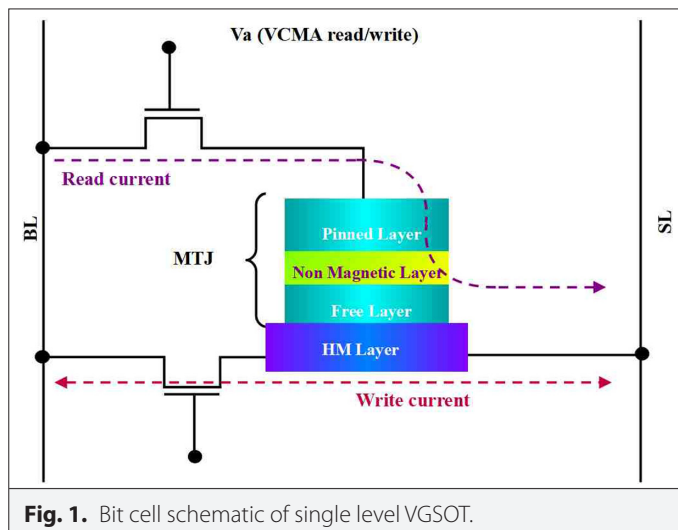 Va (VCMA read/write)
Read current
BL
SL
MTJ
Pinned Layer
Non Magnetic Layer
Free Layer
HM Layer
Write current
Fig. 1. Bit cell schematic of single level VGSOT.